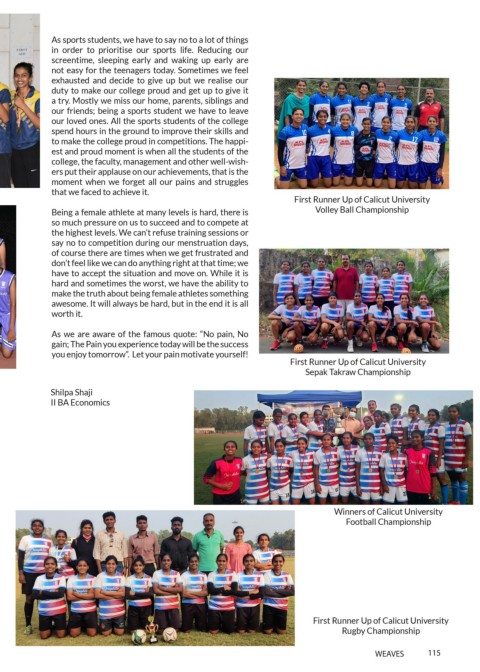 As sports students, we have to say no to a lot of things
in order to prioritise our sports life. Reducing our
screentime, sleeping early and waking up early are
not easy for the teenagers today. Sometimes we feel
exhausted and decide to give up but we realise our
duty to make our college proud and get up to give it
a try. Mostly we miss our home, parents, siblings and
our friends; being a sport student we have to leave
our loved ones. All the sports students of the college
spend hours in the ground to improve their skills and
to make the college proud in competitions. The happi-
est and proud moment is when all the students of the
college, the faculty, management and other well-wish-
ers put their applause on our achievements, that is the
moment when we forget all our pains and struggles
that we faced to achieve it.
Being a female athlete at many levels is hard, there is
so much pressure on us to succeed and to compete at
the highest levels. We can't refuse training sessions or
say no to competition during our menstruation days,
of course there are times when we get frustrated and
don't feel like we can do anything right at that time; we
have to accept the situation and move on. While it is
hard and sometimes the worst, we have the ability to
make the truth about being female athletes something
awesome. It will always be hard, but in the end it is all
worth it.
As we are aware of the famous quote: "No pain, No
gain; The Pain you experience today will be the success
you enjoy tomorrow". Let your pain motivate yourself!
Shilpa Shaji
II BA Economics
First Runner Up of Calicut University
Volley Ball Championship
First Runner Up of Calicut University
Sepak Takraw Championship
Winners of Calicut University
Football Championship
First Runner Up of Calicut University
Rugby Championship
WEAVES 115